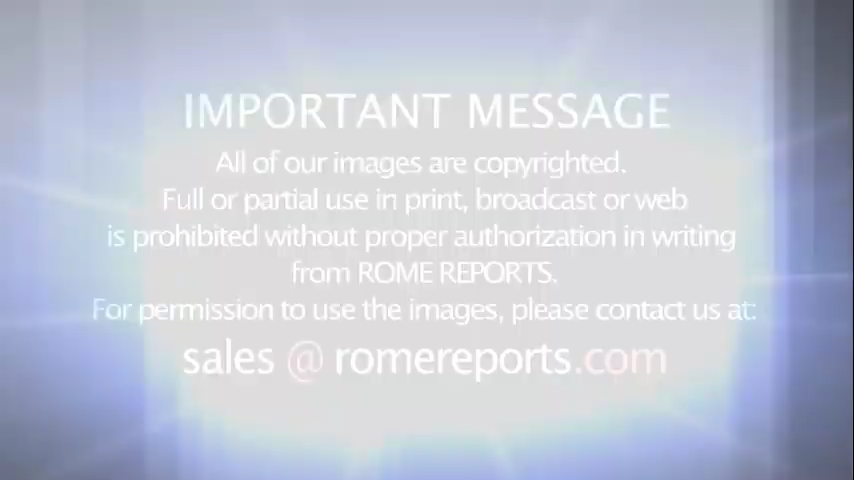 IMPORTANT MESSAGE
All of our images are copyrighted.
Full or partial use in print, broadcast or web
is prohibited without proper authorization in writing
from ROME REPORTS.
For permission to use the images, please contact us at:
sales @ romereports.com